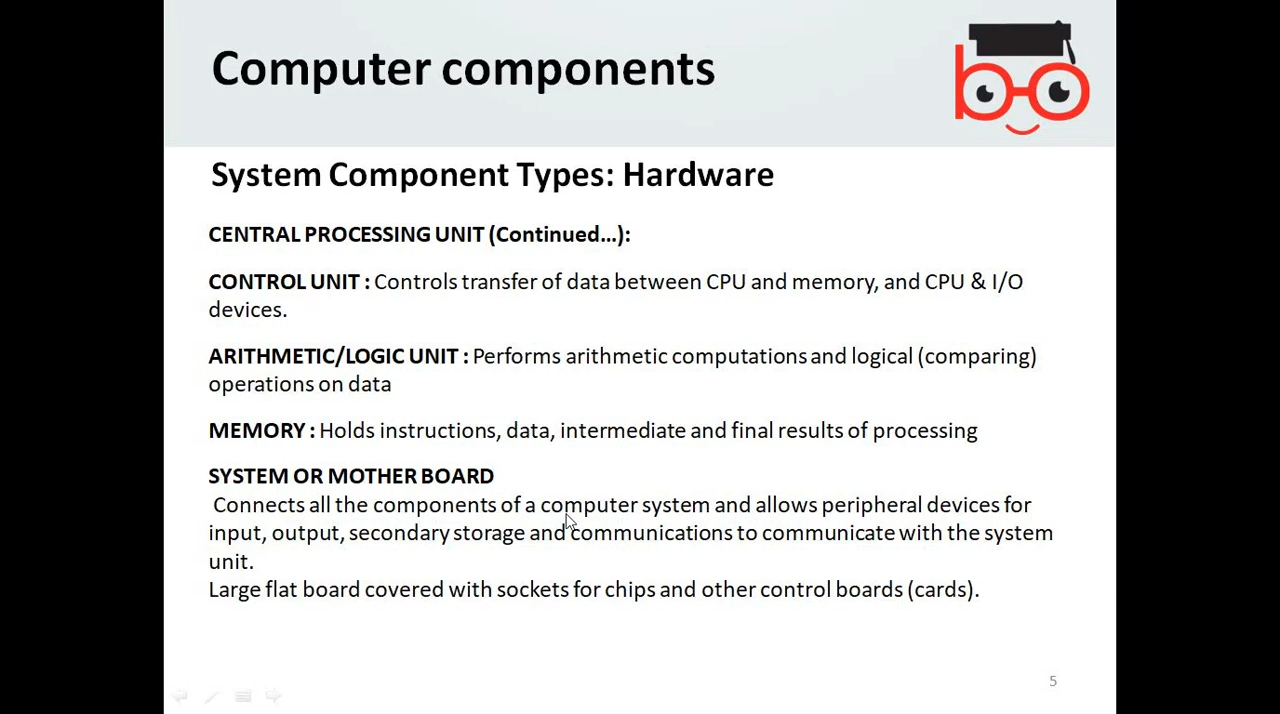 Computer components
System Component Types: Hardware
CENTRAL PROCESSING UNIT (Continued...):
CONTROL UNIT : Controls transfer of data between CPU and memory, and CPU & I/O
devices.
ARITHMETIC/LOGIC UNIT : Performs arithmetic computations and logical (comparing)
operations on data
MEMORY : Holds instructions, data, intermediate and final results of processing
SYSTEM OR MOTHER BOARD
Connects all the components of a computer system and allows peripheral devices for
input, output, secondary storage and communications to communicate with the system
unit.
Large flat board covered with sockets for chips and other control boards (cards).
5